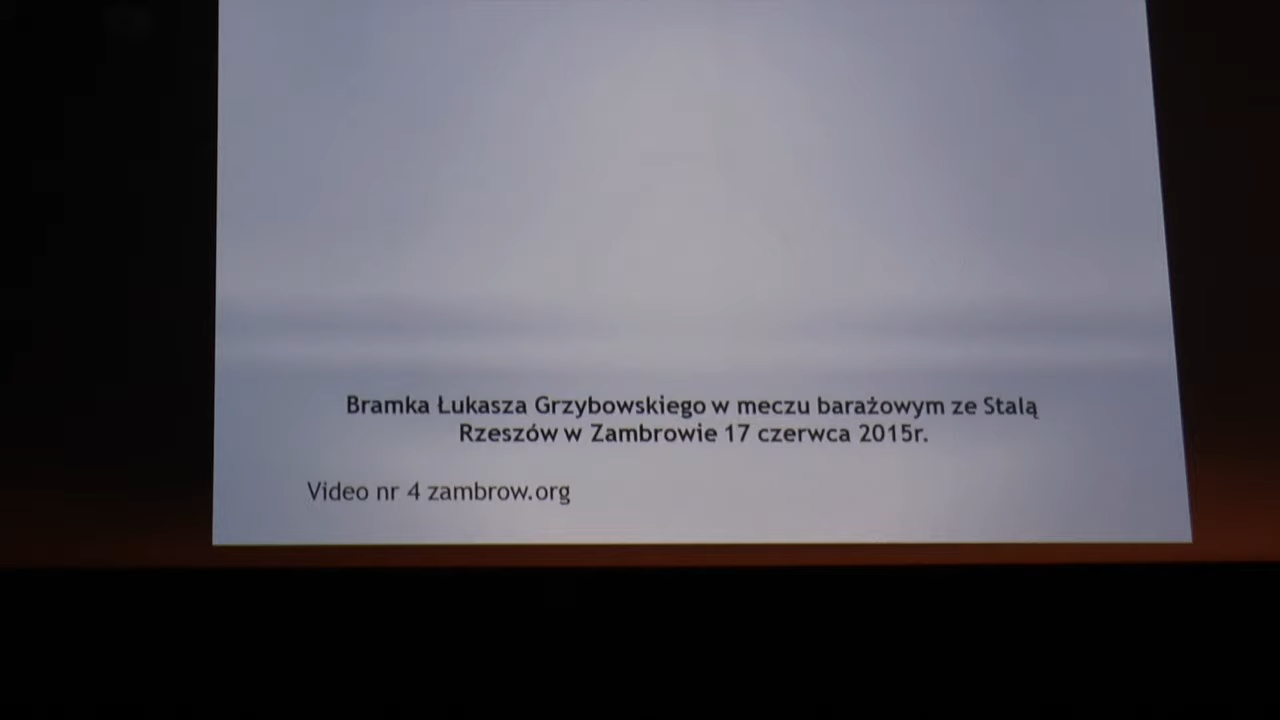 Bramka Łukasza Grzybowskiego w meczu barażowym ze Stalą
Rzeszów w Zambrowie 17 czerwca 2015r.
Video nr 4 zambrow.org